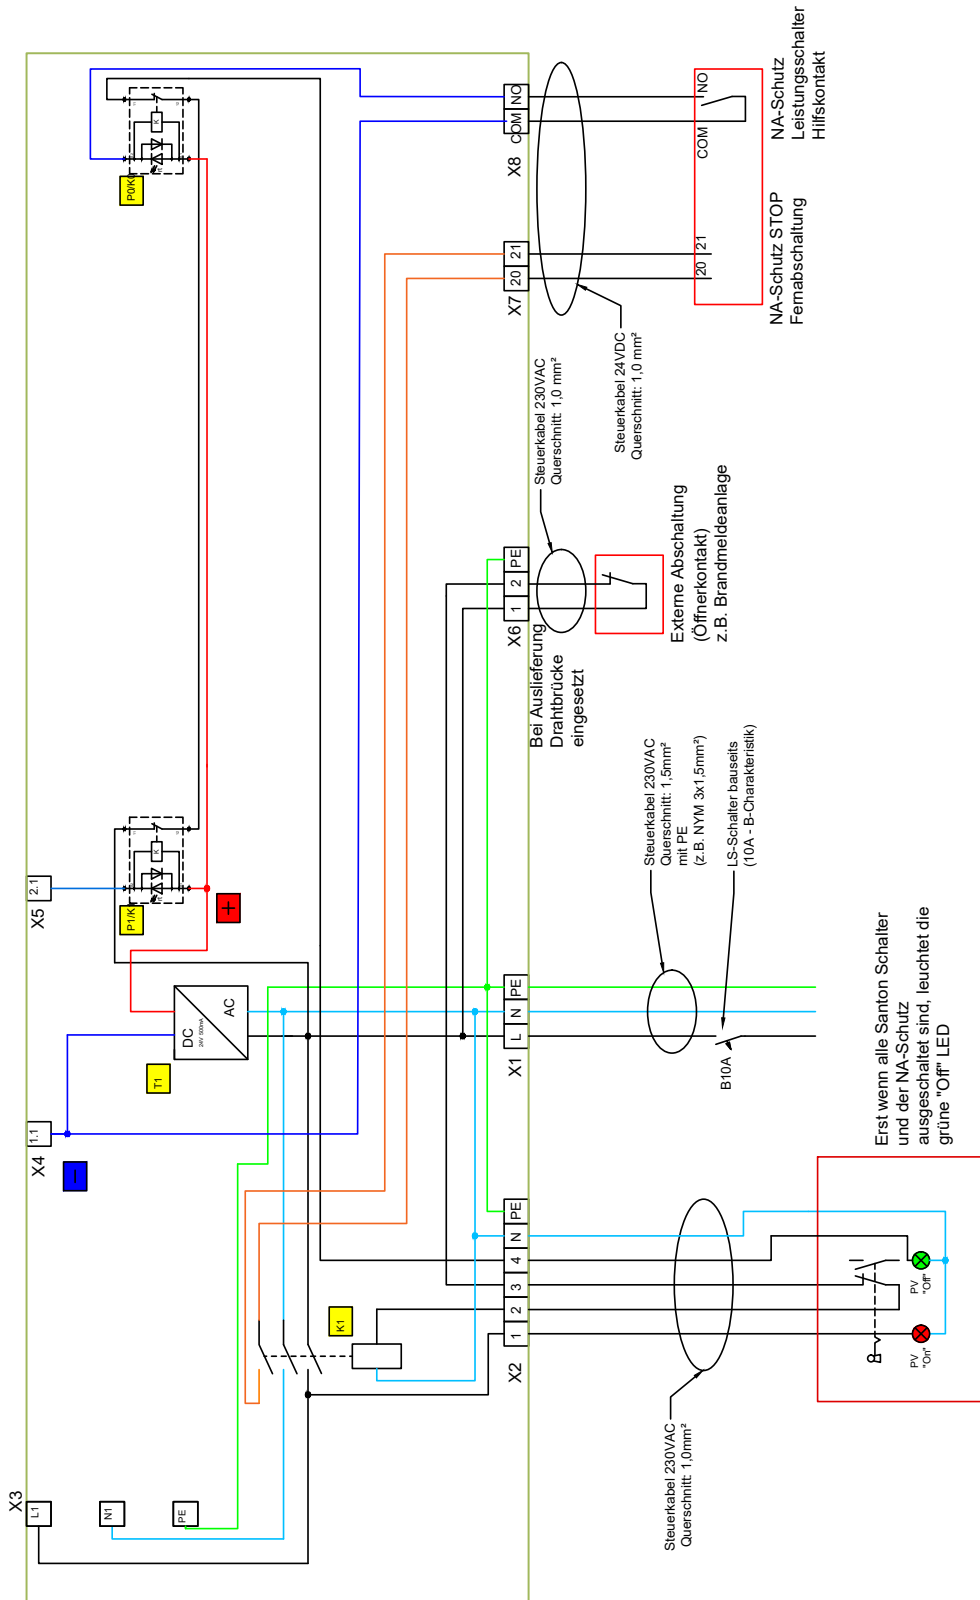 X3
L1
N1
PE
X4
1.1
–
X5
2.1
+
T1
DC
24V 500mA
AC
P1/K1
K
P0/K0
K
K1
X2
1
2
3
4
N
PE
X1
L
N
PE
X6
1
2
PE
X7
20
21
X8
COM
NO
Bei Auslieferung
Drahtbrücke
eingesetzt
Steuerkabel 230VAC
Querschnitt: 1,0mm²
Steuerkabel 230VAC
Querschnitt: 1,5mm²
mit PE
(z.B. NYM 3x1,5mm²)
LS-Schalter bauseits
(10A - B-Charakteristik)
B10A
Steuerkabel 230VAC
Querschnitt: 1,0 mm²
Steuerkabel 24VDC
Querschnitt: 1,0 mm²
Externe Abschaltung
(Öffnerkontakt)
z.B. Brandmeldeanlage
20
21
COM
NO
NA-Schutz STOP
Fernabschaltung
NA-Schutz
Leistungsschalter
Hilfskontakt
PV
"On"
PV
"Off"
Erst wenn alle Santon Schalter
und der NA-Schutz
ausgeschaltet sind, leuchtet die
grüne "Off" LED